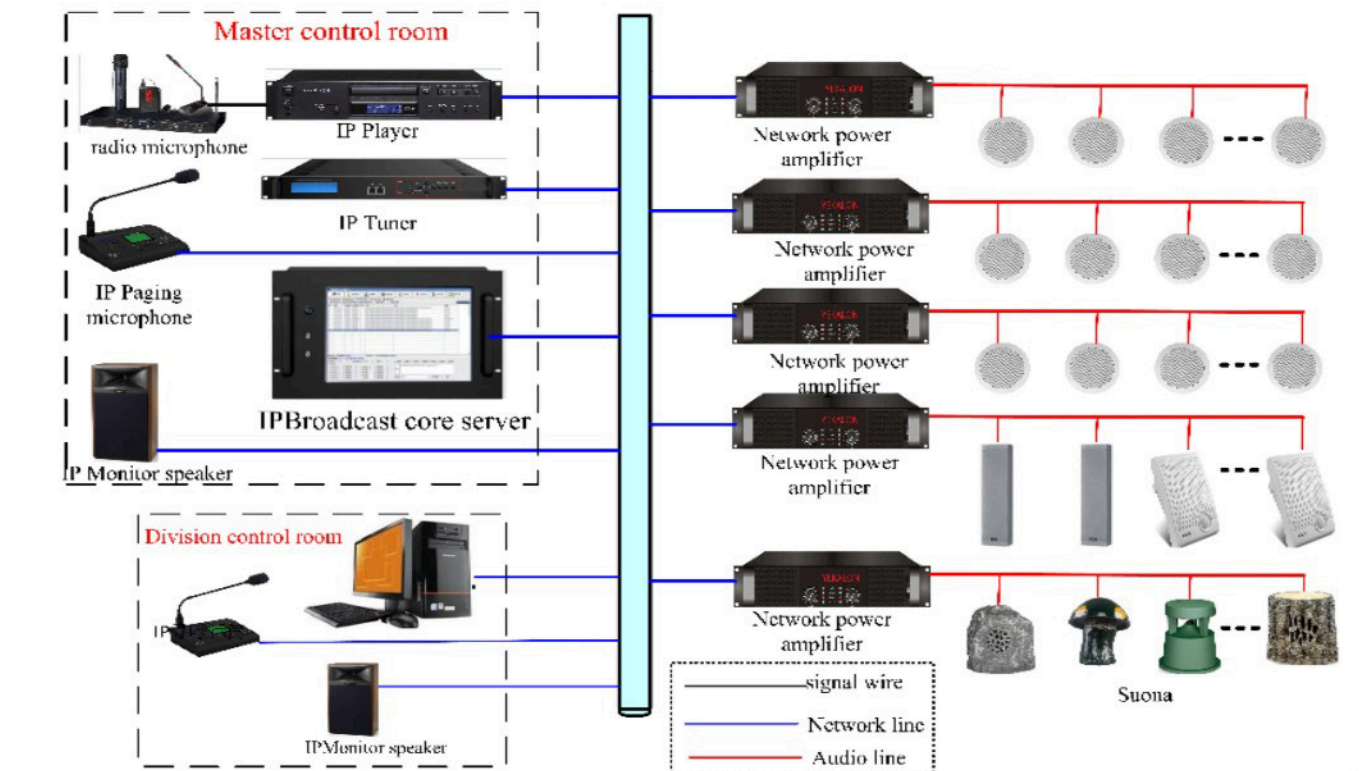 Master control room
IP Player
radio microphone
IP Tuner
IP Paging
microphone
IPBroadcast core server
IP Monitor speaker
Division control room
IP
IPMonitor speaker
Network power
amplifier
Network power
amplifier
Network power
amplifier
Network power
amplifier
Network power
amplifier
Suona
signal wire
Network line
Audio line